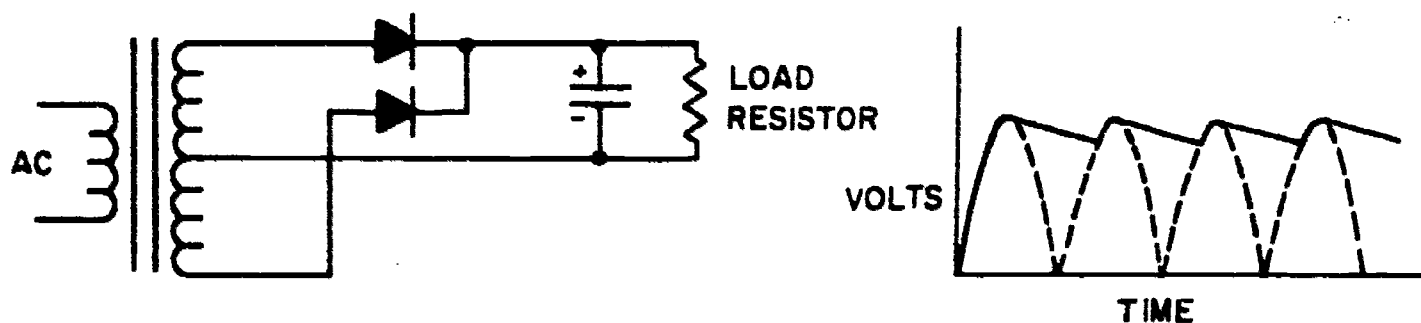 AC
+
-
LOAD
RESISTOR
VOLTS
TIME